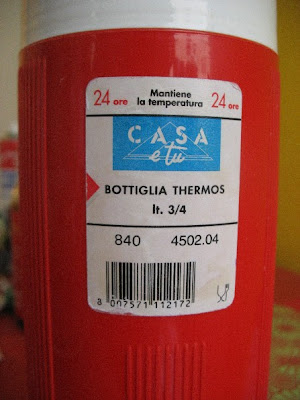 24 ore Mantiene la temperatura 24 ore
CASA
e tu
BOTTIGLIA THERMOS
lt. 3/4
840 4502.04
8 007571 112172